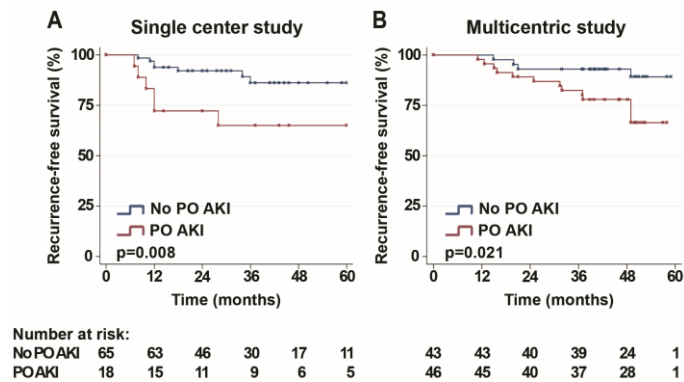 A Single center study
Recurrence-free survival (%)
100
75
50
25
0
No PO AKI
PO AKI
p=0.008
0 12 24 36 48 60
Time (months)
B Multicentric study
Recurrence-free survival (%)
100
75
50
25
0
No PO AKI
PO AKI
p=0.021
0 12 24 36 48 60
Time (months)
Number at risk:
No PO AKI 65 63 46 30 17 11 43 43 40 39 24 1
PO AKI 18 15 11 9 6 5 46 45 40 37 28 1